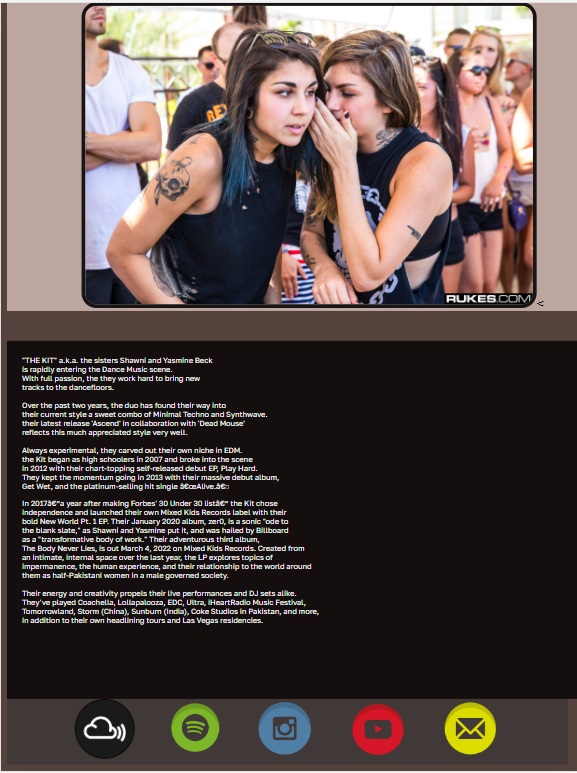 RUKES.COM
<
"THE KIT" a.k.a. the sisters Shawni and Yasmine Beck
is rapidly entering the Dance Music scene.
With full passion, the they work hard to bring new
tracks to the dancefloors.
Over the past two years, the duo has found their way into
their current style a sweet combo of Minimal Techno and Synthwave.
their latest release 'Ascend' in collaboration with 'Dead Mouse'
reflects this much appreciated style very well.
Always experimental, they carved out their own niche in EDM.
the Kit began as high schoolers in 2007 and broke into the scene
in 2012 with their chart-topping self-released debut EP, Play Hard.
They kept the momentum going in 2013 with their massive debut album,
Get Wet, and the platinum-selling hit single â€œAlive.â€
In 2017â€"a year after making Forbes' 30 Under 30 listâ€" the Kit chose
independence and launched their own Mixed Kids Records label with their
bold New World Pt. 1 EP. Their January 2020 album, zer0, is a sonic "ode to
the blank slate," as Shawni and Yasmine put it, and was hailed by Billboard
as a "transformative body of work." Their adventurous third album,
The Body Never Lies, is out March 4, 2022 on Mixed Kids Records. Created from
an intimate, internal space over the last year, the LP explores topics of
impermanence, the human experience, and their relationship to the world around
them as half-Pakistani women in a male governed society.
Their energy and creativity propels their live performances and DJ sets alike.
They've played Coachella, Lollapalooza, EDC, Ultra, iHeartRadio Music Festival,
Tomorrowland, Storm (China), Sunburn (India), Coke Studios in Pakistan, and more,
in addition to their own headlining tours and Las Vegas residencies.